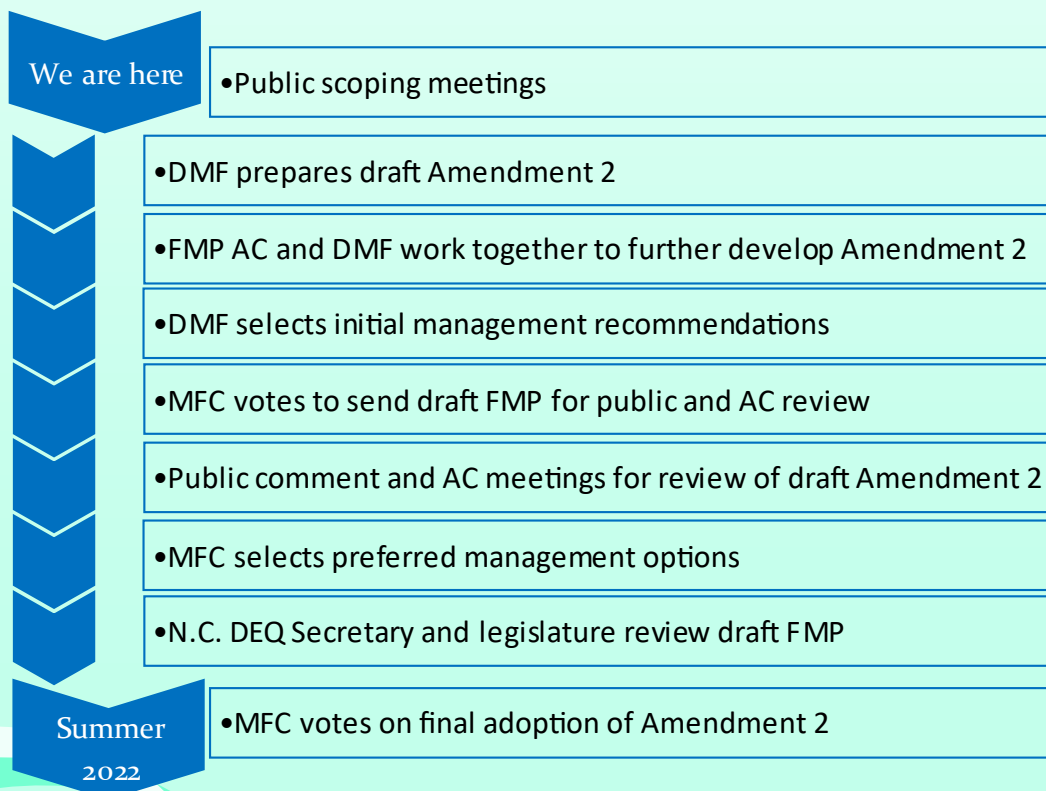 We are here
•Public scoping meetings
•DMF prepares draft Amendment 2
•FMP AC and DMF work together to further develop Amendment 2
•DMF selects initial management recommendations
•MFC votes to send draft FMP for public and AC review
•Public comment and AC meetings for review of draft Amendment 2
•MFC selects preferred management options
•N.C. DEQ Secretary and legislature review draft FMP
Summer
2022
•MFC votes on final adoption of Amendment 2